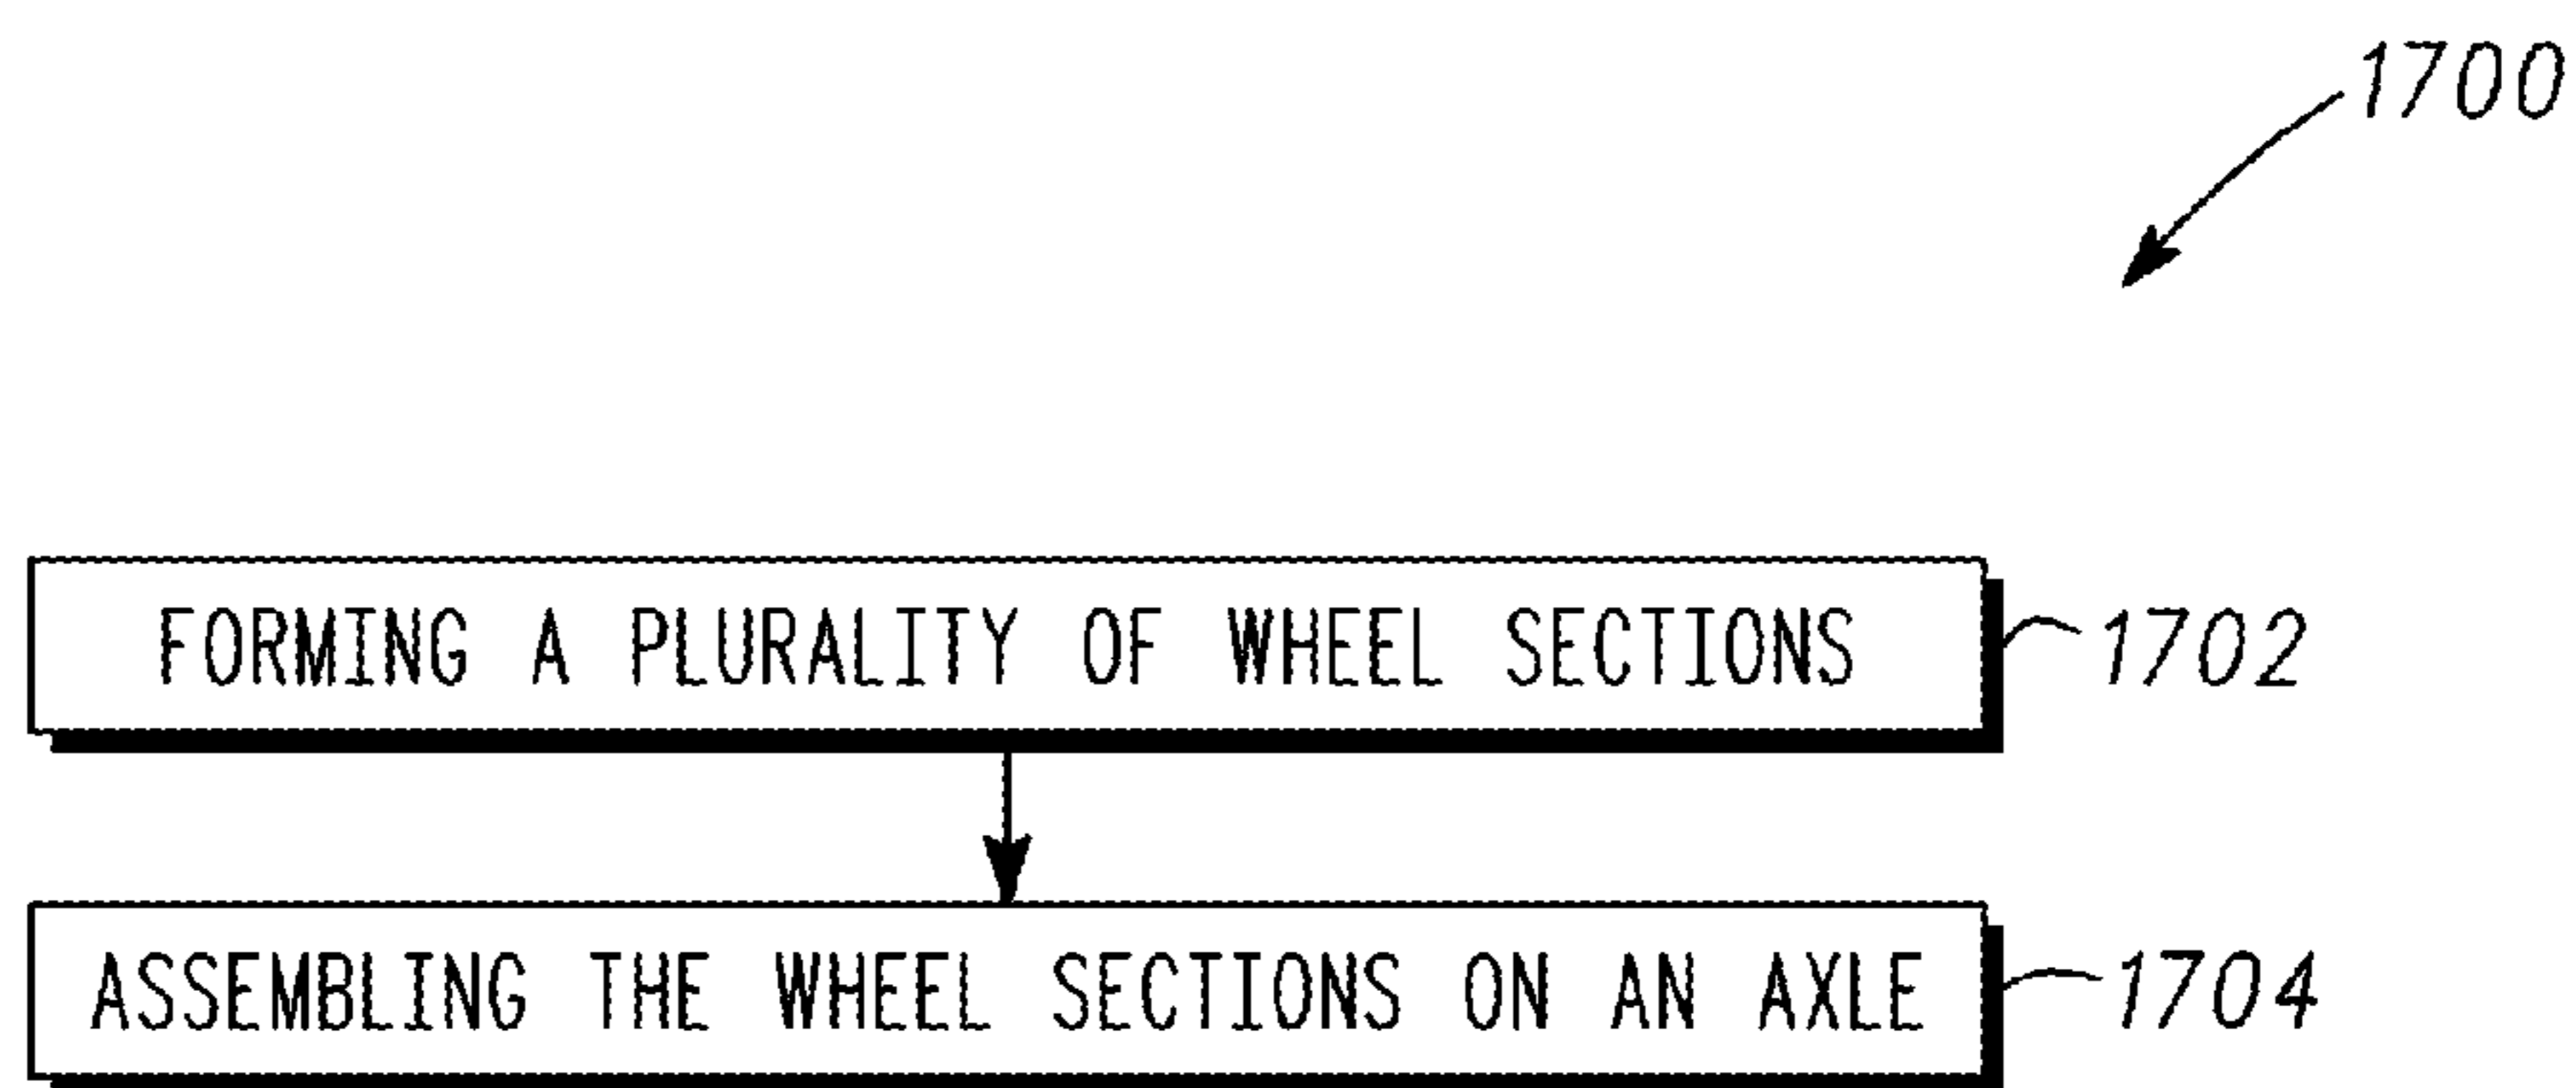 1700
FORMING A PLURALITY OF WHEEL SECTIONS
1702
ASSEMBLING THE WHEEL SECTIONS ON AN AXLE
1704